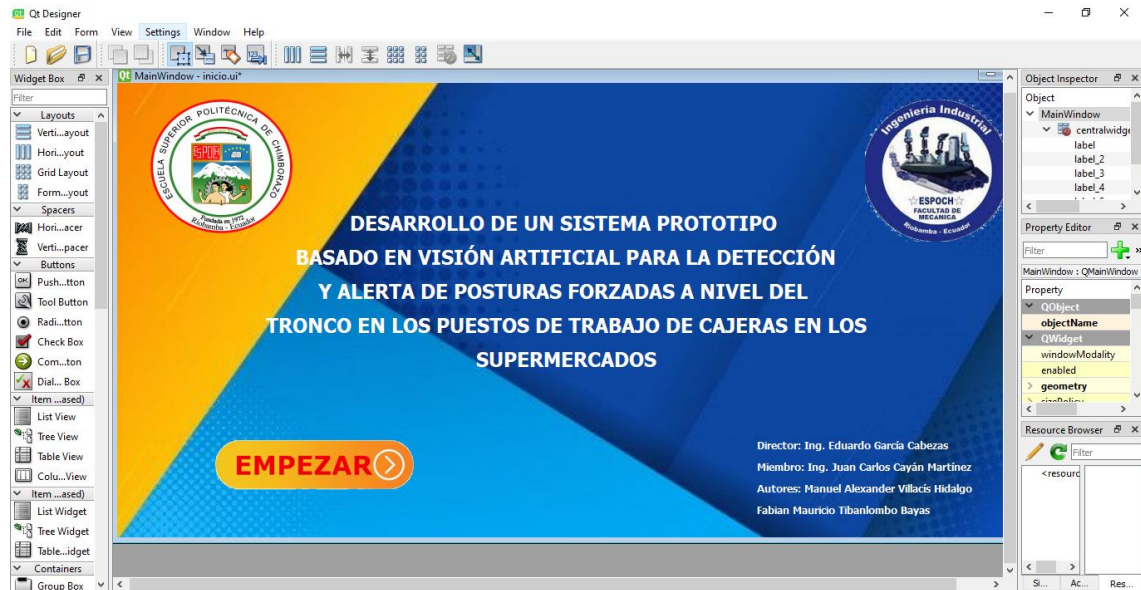 Qt Designer
File Edit Form View Settings Window Help
Widget Box
Filter
Layouts
Verti...ayout
Hori...yout
Grid Layout
Form...yout
Spacers
Hori...acer
Verti...pacer
Buttons
Push...tton
Tool Button
Radi...tton
Check Box
Com...ton
Dial... Box
Item ...ased)
List View
Tree View
Table View
Colu...View
Item ...ased)
List Widget
Tree Widget
Table...idget
Containers
Group Box
MainWindow - inicio.ui*
ESCUELA SUPERIOR POLITÉCNICA DE CHIMBORAZO
ESPOCH
Fundada en 1972
Riobamba - Ecuador
Ingeniería Industrial
ESPOCH
FACULTAD DE
MECANICA
Riobamba - Ecuador
DESARROLLO DE UN SISTEMA PROTOTIPO
BASADO EN VISIÓN ARTIFICIAL PARA LA DETECCIÓN
Y ALERTA DE POSTURAS FORZADAS A NIVEL DEL
TRONCO EN LOS PUESTOS DE TRABAJO DE CAJERAS EN LOS
SUPERMERCADOS
EMPEZAR
Director: Ing. Eduardo García Cabezas
Miembro: Ing. Juan Carlos Cayán Martínez
Autores: Manuel Alexander Villacís Hidalgo
Fabian Mauricio Tibanlombo Bayas
Object Inspector
Object
MainWindow
centralwidge
label
label_2
label_3
label_4
Property Editor
Filter
MainWindow : QMainWindow
Property
QObject
objectName
QWidget
windowModality
enabled
geometry
sizePolicy
Resource Browser
Filter
<resourc
Si... Ac... Res...